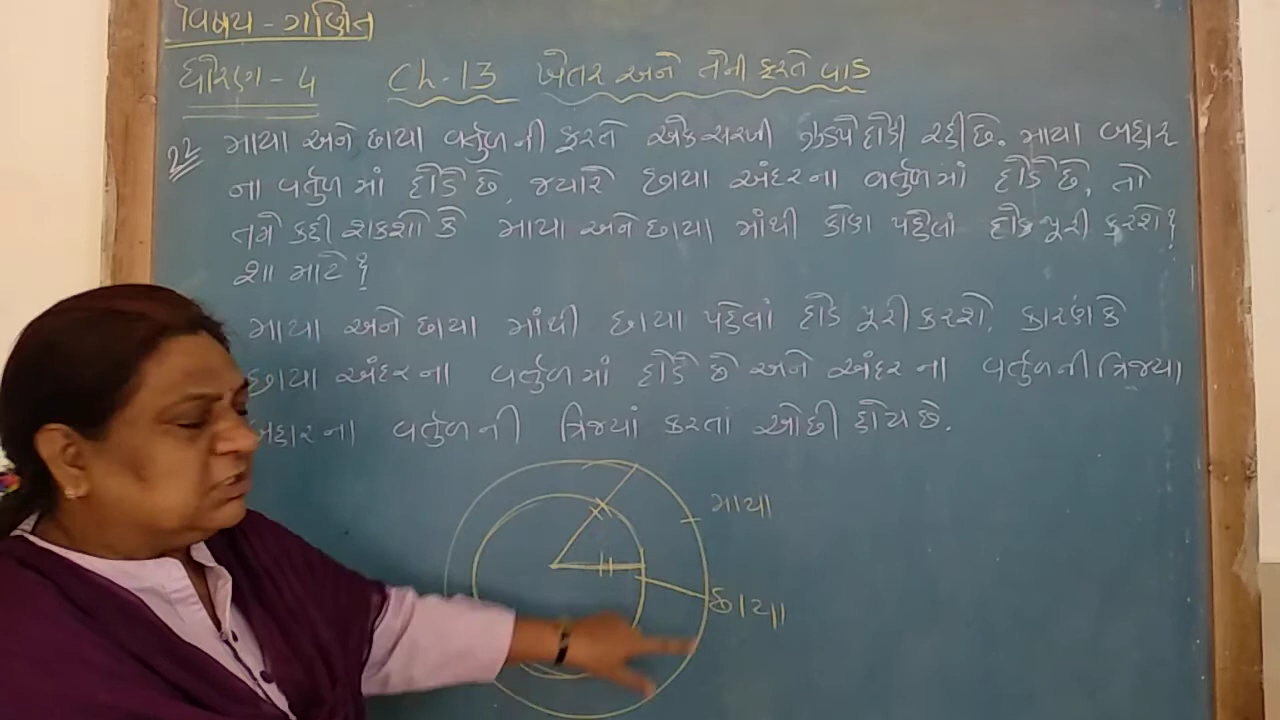 વિષય - ગણિત
ધોરણ - ૫ Ch-13 ખેતર અને તેની ફરતે વાડ
માયા અને છાયા વર્તુળની ફરતે એકસરખી ઝડપે દોડી રહી છે. માયા બહાર
ના વર્તુળમાં દોડે છે, જ્યારે છાયા અંદરના વર્તુળમાં દોડે છે, તો
તમે કહી શકશો કે માયા અને છાયા માંથી કોણ પહેલાં દોડ પૂરી કરશે?
શા માટે?
માયા અને છાયા માંથી છાયા પહેલાં દોડ પૂરી કરશે, કારણ કે
છાયા અંદરના વર્તુળમાં દોડે છે અને અંદર ના વર્તુળની ત્રિજ્યા
બહારના વર્તુળની ત્રિજ્યાં કરતાં ઓછી હોય છે.
માયા
છાયા